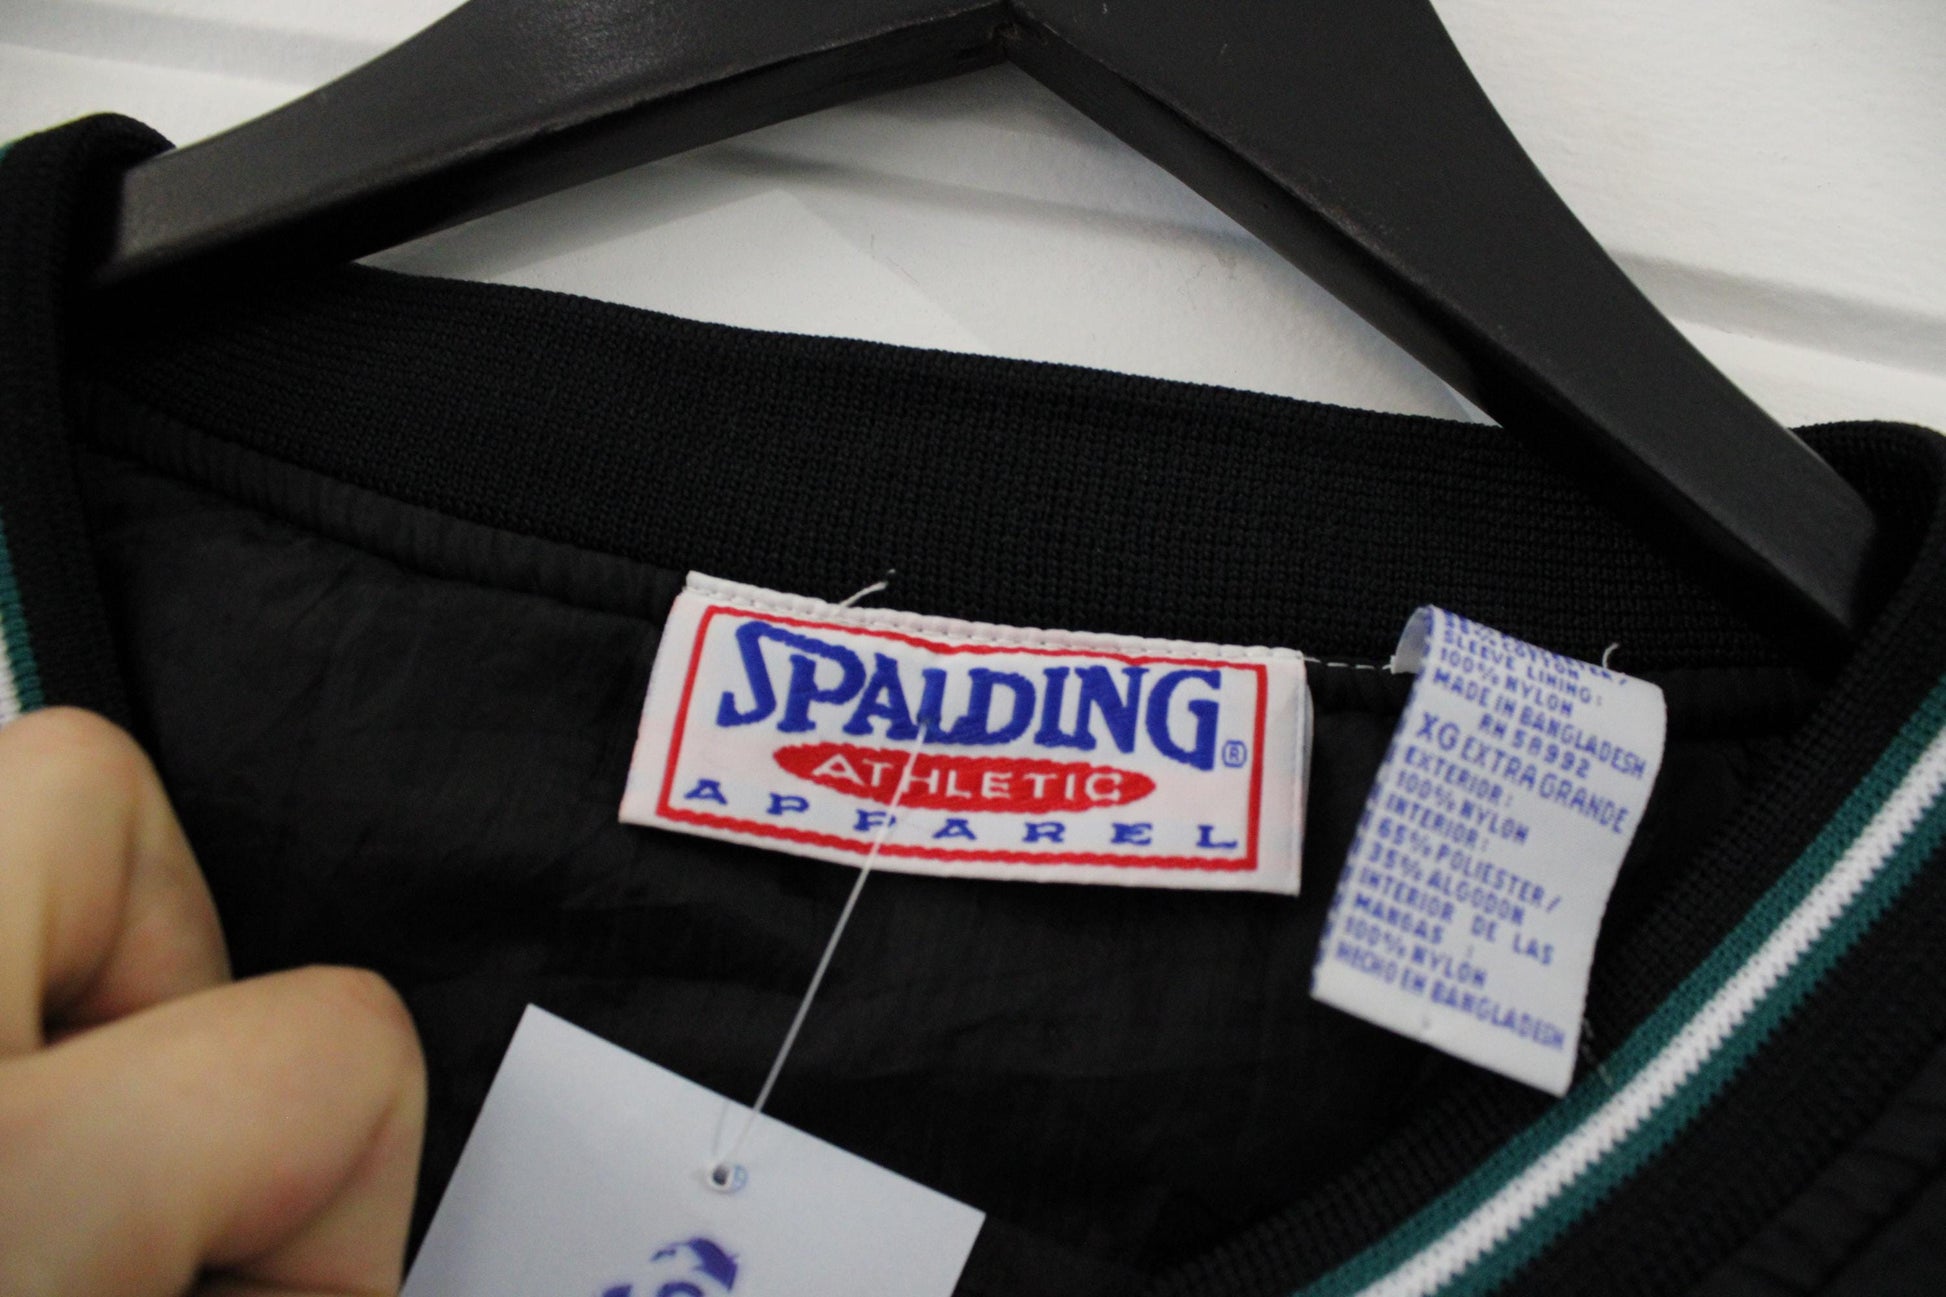 SPALDING®
ATHLETIC
APPAREL
SLEEVE LINING:
100% NYLON
MADE IN BANGLADESH
RN 58992
XG EXTRA GRANDE
EXTERIOR:
100% NYLON
INTERIOR:
65% POLIESTER/
35% ALGODON
INTERIOR DE LAS
MANGAS :
100% NYLON
HECHO EN BANGLADESH